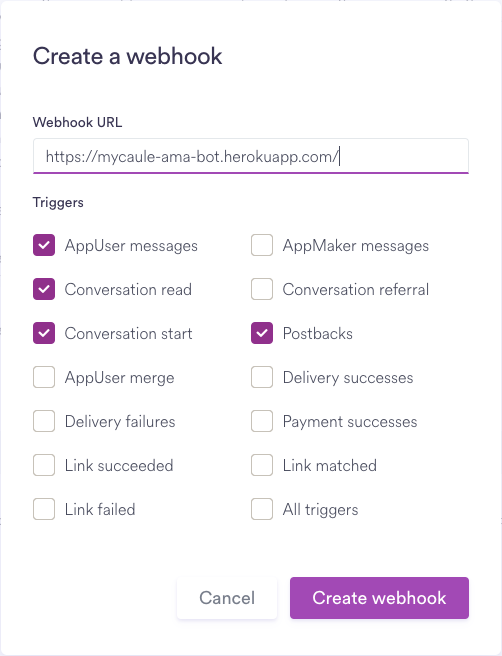 Create a webhook
Webhook URL
https://mycaule-ama-bot.herokuapp.com/
Triggers
AppUser messages
AppMaker messages
Conversation read
Conversation referral
Conversation start
Postbacks
AppUser merge
Delivery successes
Delivery failures
Payment successes
Link succeeded
Link matched
Link failed
All triggers
Cancel
Create webhook